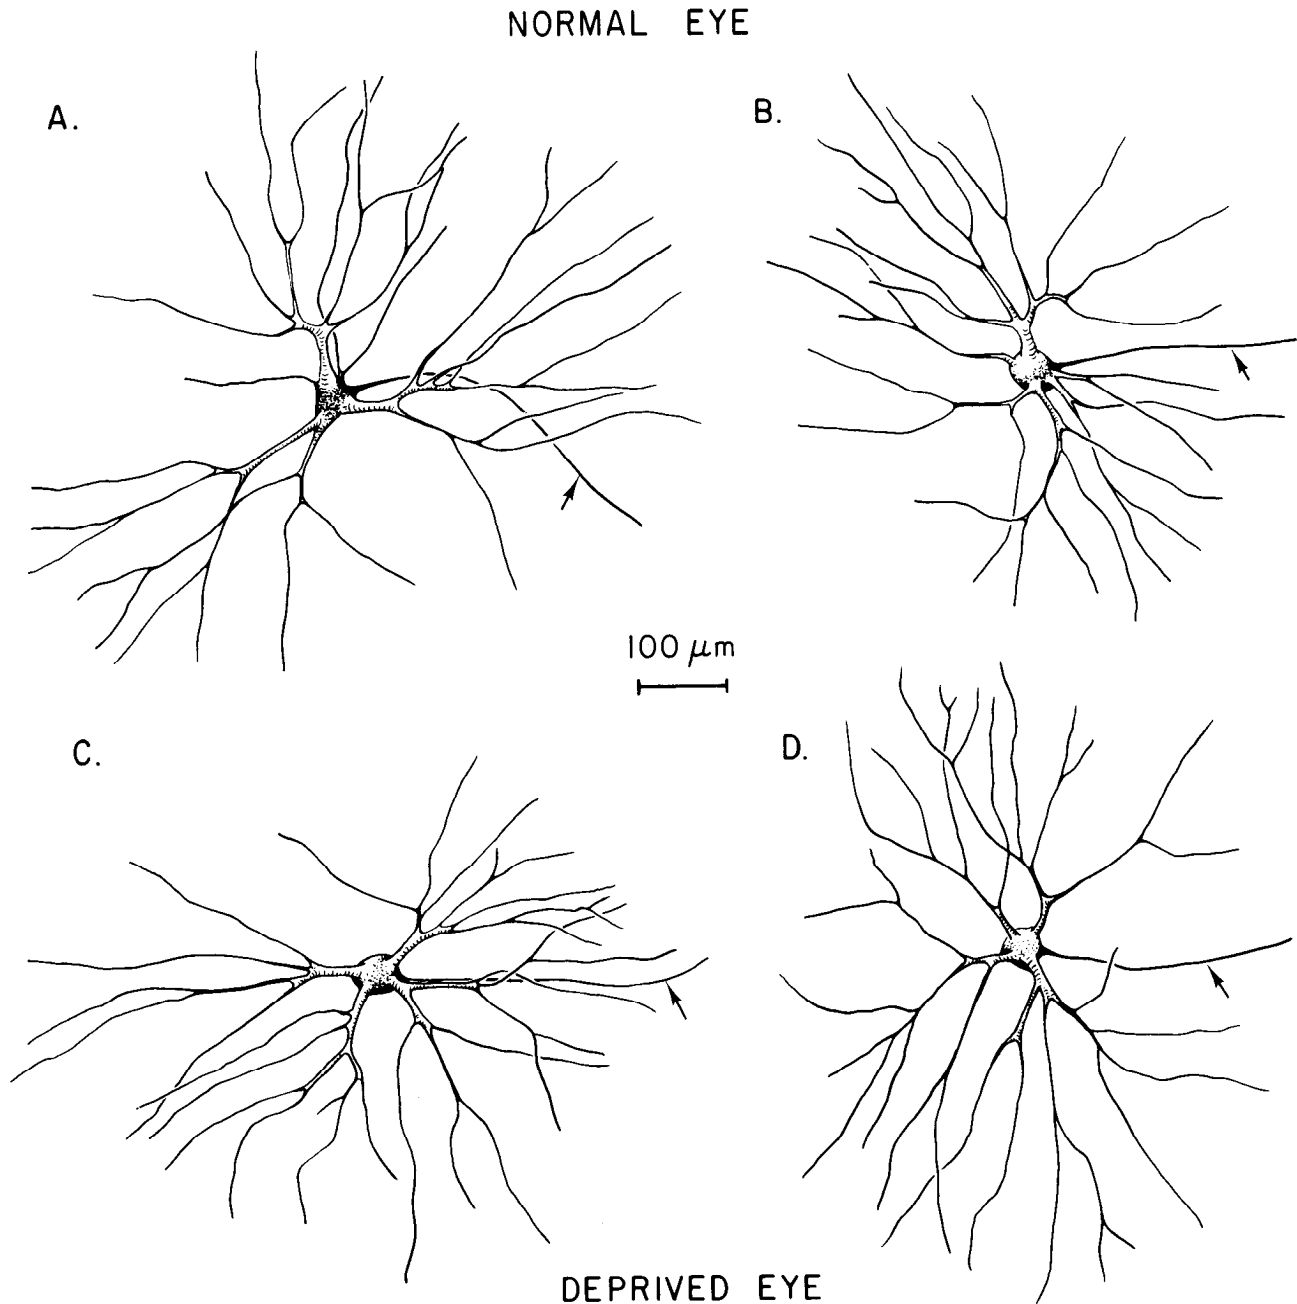 NORMAL EYE
A.
B.
100 μm
C.
D.
DEPRIVED EYE